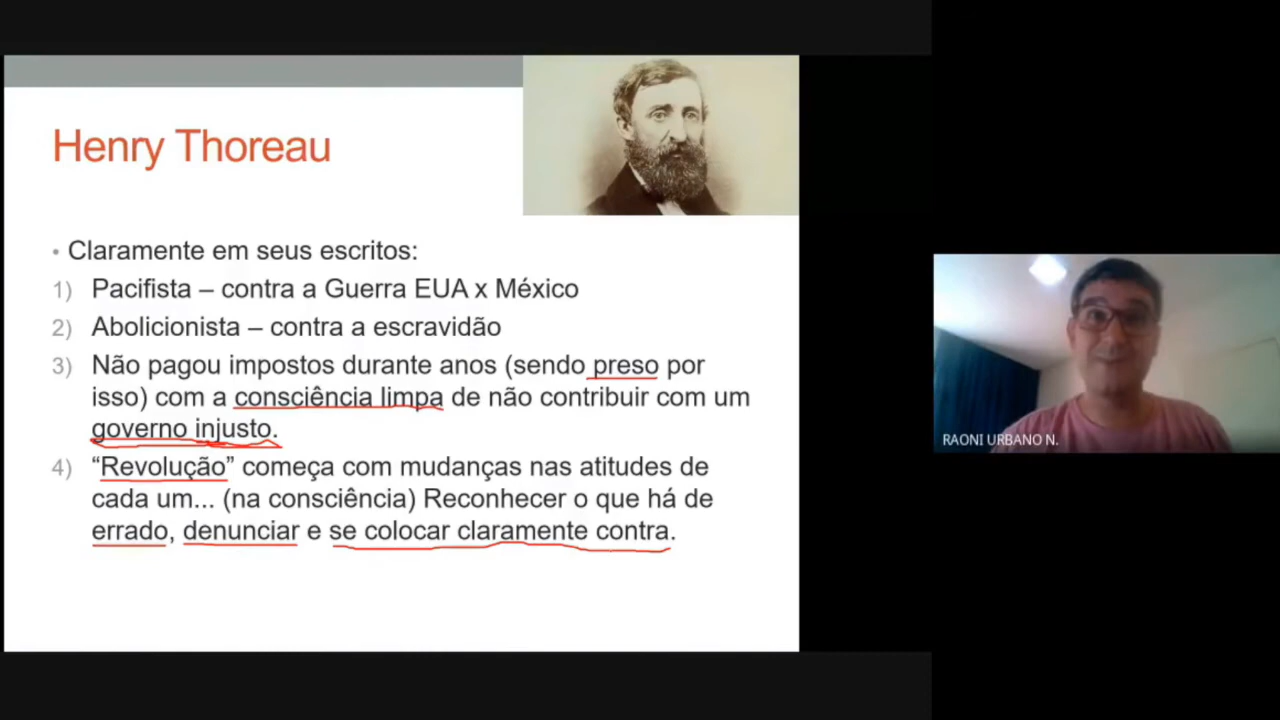 Henry Thoreau
• Claramente em seus escritos:
1) Pacifista – contra a Guerra EUA x México
2) Abolicionista – contra a escravidão
3) Não pagou impostos durante anos (sendo preso por
isso) com a consciência limpa de não contribuir com um
governo injusto.
4) “Revolução” começa com mudanças nas atitudes de
cada um... (na consciência) Reconhecer o que há de
errado, denunciar e se colocar claramente contra.
RAONI URBANO N.